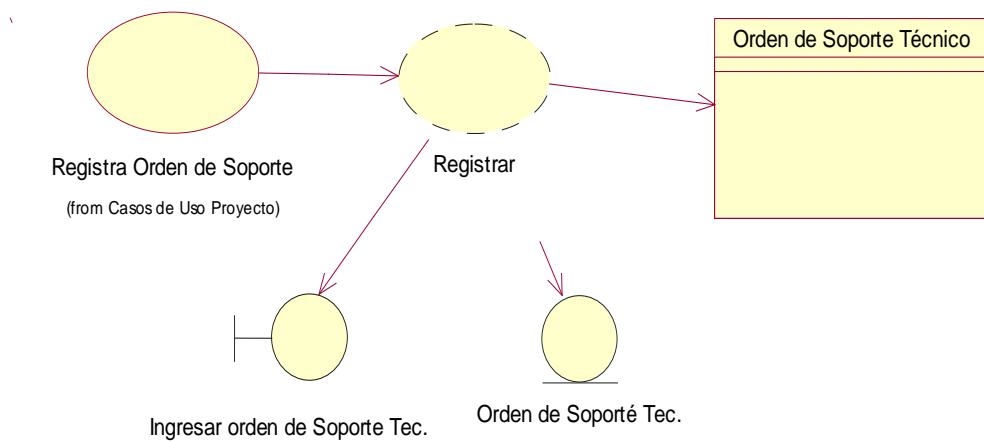 Orden de Soporte Técnico
Registra Orden de Soporte
(from Casos de Uso Proyecto)
Registrar
Ingresar orden de Soporte Tec.
Orden de Soporté Tec.